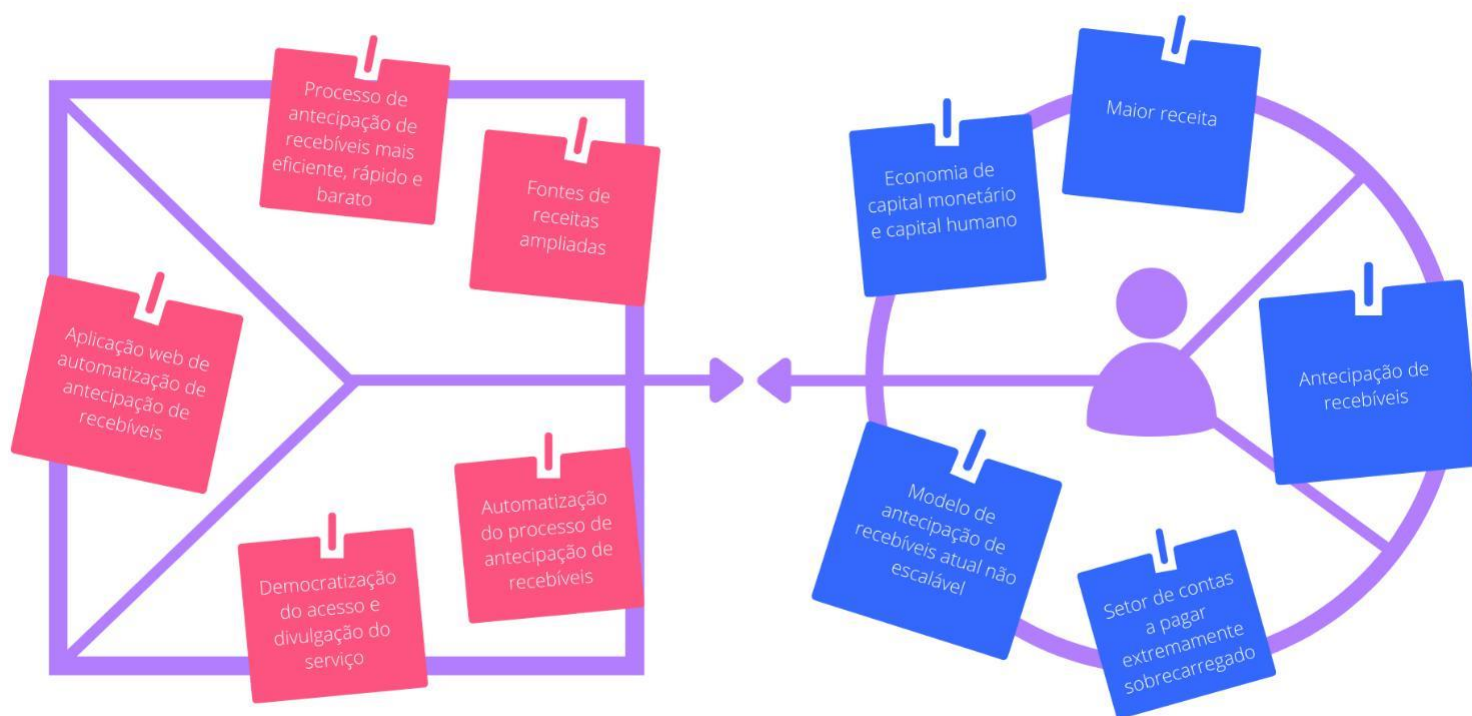 Processo de
antecipação de
recebíveis mais
eficiente, rápido e
barato
Fontes de
receitas
ampliadas
Aplicação web de
automatização de
antecipação de
recebíveis
Automatização
do processo de
antecipação de
recebíveis
Democratização
do acesso e
divulgação do
serviço
Maior receita
Economia de
capital monetário
e capital humano
Antecipação de
recebíveis
Modelo de
antecipação de
recebíveis atual não
escalável
Setor de contas
a pagar
extremamente
sobrecarregado